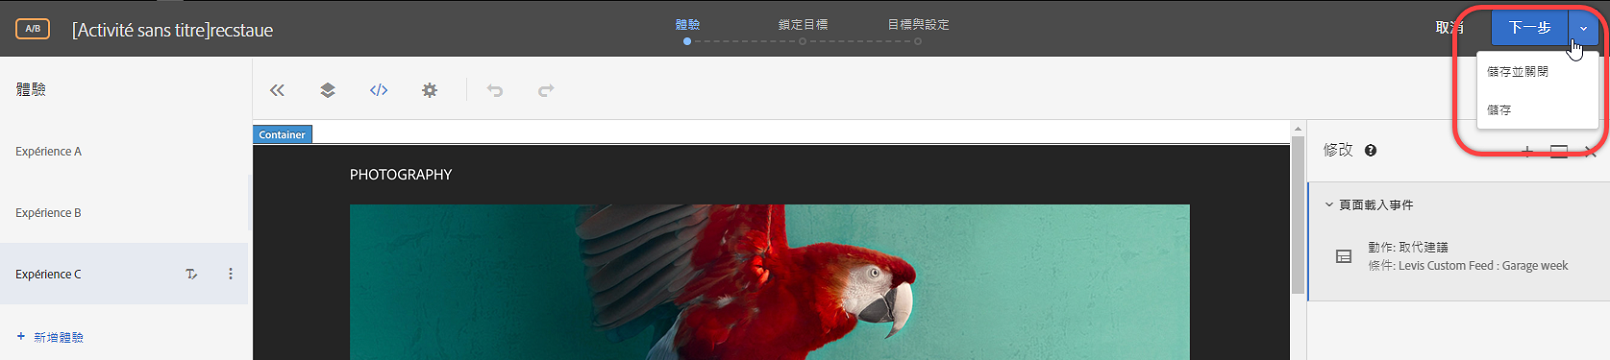 A/B
[Activité sans titre]recstaue
體驗
鎖定目標
目標與設定
取消
下一步
儲存並關閉
儲存
體驗
Expérience A
Expérience B
Expérience C
+ 新增體驗
Container
PHOTOGRAPHY
修改
頁面載入事件
動作: 取代建議
條件: Levis Custom Feed : Garage week